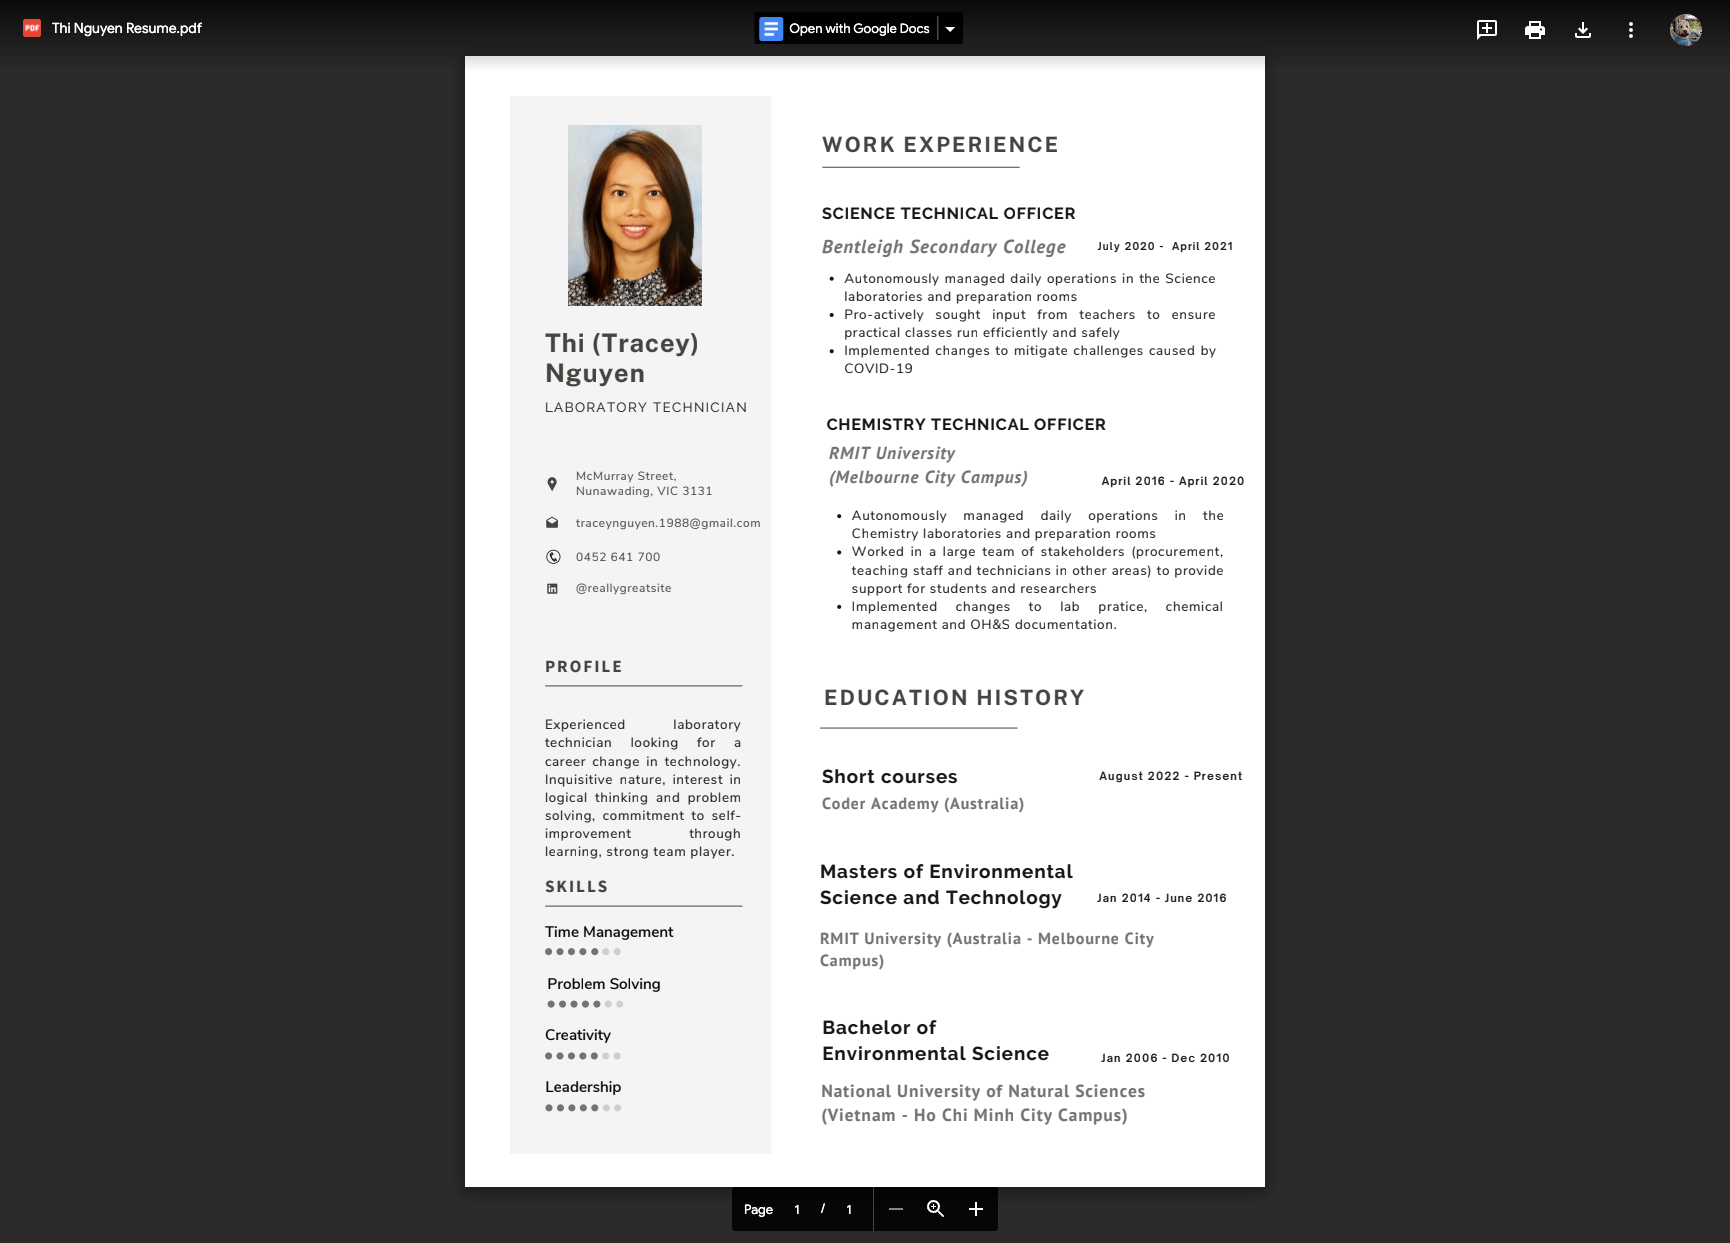 Thi Nguyen Resume.pdf
Open with Google Docs
Thi (Tracey)
Nguyen
LABORATORY TECHNICIAN
McMurray Street,
Nunawading, VIC 3131
traceynguyen.1988@gmail.com
0452 641 700
@reallygreatsite
PROFILE
Experienced laboratory
technician looking for a
career change in technology.
Inquisitive nature, interest in
logical thinking and problem
solving, commitment to self-
improvement through
learning, strong team player.
SKILLS
Time Management
Problem Solving
Creativity
Leadership
WORK EXPERIENCE
SCIENCE TECHNICAL OFFICER
Bentleigh Secondary College July 2020 - April 2021
• Autonomously managed daily operations in the Science
laboratories and preparation rooms
• Pro-actively sought input from teachers to ensure
practical classes run efficiently and safely
• Implemented changes to mitigate challenges caused by
COVID-19
CHEMISTRY TECHNICAL OFFICER
RMIT University
(Melbourne City Campus) April 2016 - April 2020
• Autonomously managed daily operations in the
Chemistry laboratories and preparation rooms
• Worked in a large team of stakeholders (procurement,
teaching staff and technicians in other areas) to provide
support for students and researchers
• Implemented changes to lab pratice, chemical
management and OH&S documentation.
EDUCATION HISTORY
Short courses August 2022 - Present
Coder Academy (Australia)
Masters of Environmental
Science and Technology Jan 2014 - June 2016
RMIT University (Australia - Melbourne City
Campus)
Bachelor of
Environmental Science Jan 2006 - Dec 2010
National University of Natural Sciences
(Vietnam - Ho Chi Minh City Campus)
Page 1 / 1